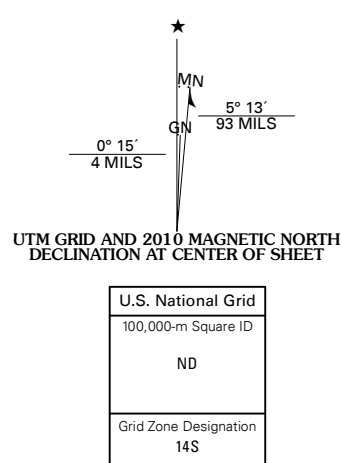 ★
MN
GN
5° 13´
93 MILS
0° 15´
4 MILS
UTM GRID AND 2010 MAGNETIC NORTH
DECLINATION AT CENTER OF SHEET
U.S. National Grid
100,000-m Square ID
ND
Grid Zone Designation
14S